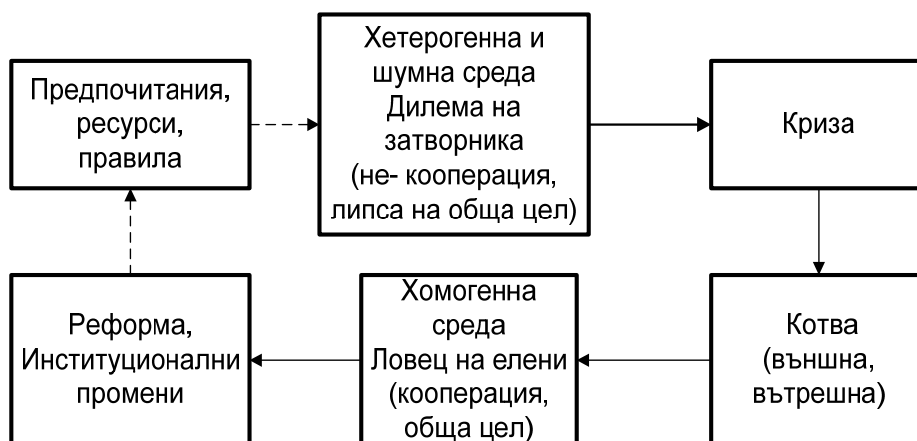 Предпочитания,
ресурси,
правила
Хетерогенна и
шумна среда
Дилема на
затворника
(не- кооперация,
липса на обща цел)
Криза
Котва
(външна,
вътрешна)
Хомогенна
среда
Ловец на елени
(кооперация,
обща цел)
Реформа,
Институционални
промени